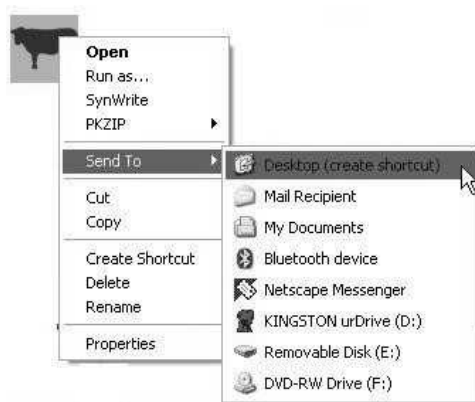 Open
Run as...
SynWrite
PKZIP
Send To
Cut
Copy
Create Shortcut
Delete
Rename
Properties
Desktop (create shortcut)
Mail Recipient
My Documents
Bluetooth device
Netscape Messenger
KINGSTON urDrive (D:)
Removable Disk (E:)
DVD-RW Drive (F:)